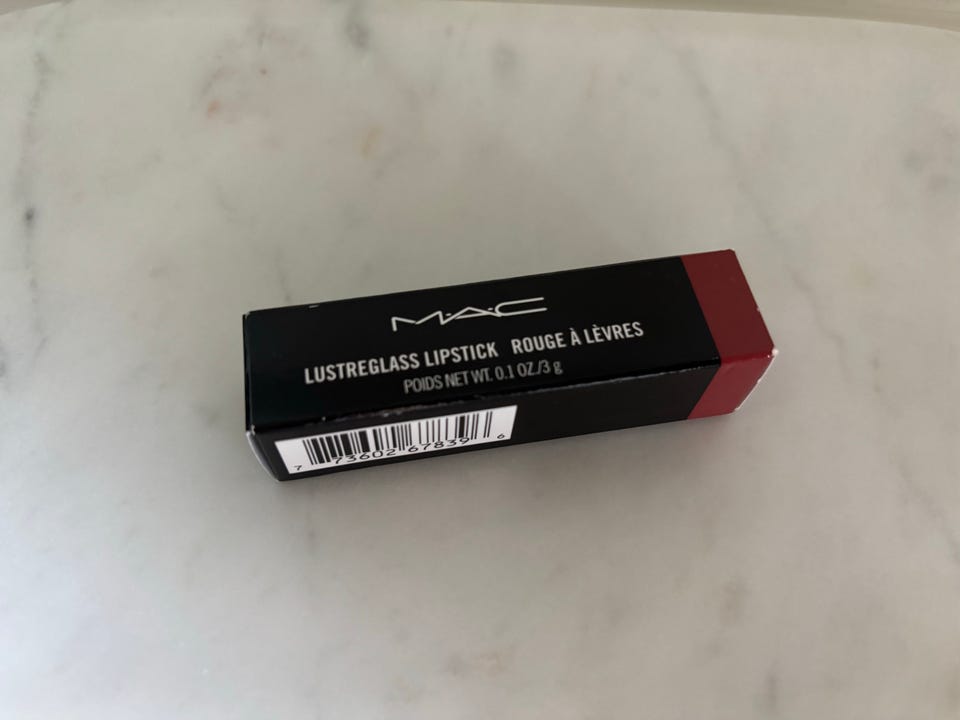 M·A·C
LUSTREGLASS LIPSTICK ROUGE À LÈVRES
POIDS NET WT. 0.1 OZ./3 g
7 73602 67839 6